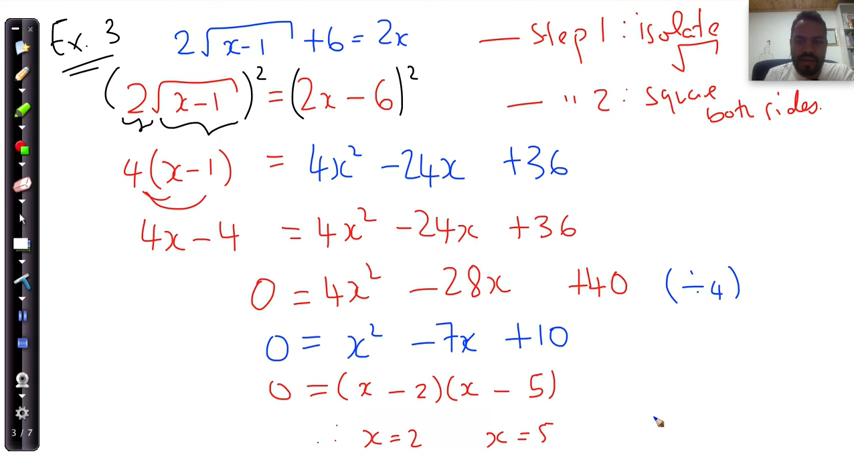 Ex. 3 2√(x-1) +6 = 2x — Step 1 : isolate √
(2√(x-1))² = (2x - 6)² — " 2 : square both sides.
4(x-1) = 4x² -24x +36
4x - 4 = 4x² -24x +36
0 = 4x² -28x +40 (÷4)
0 = x² -7x +10
0 = (x - 2)(x - 5)
∴ x = 2 x = 5
3 / 7